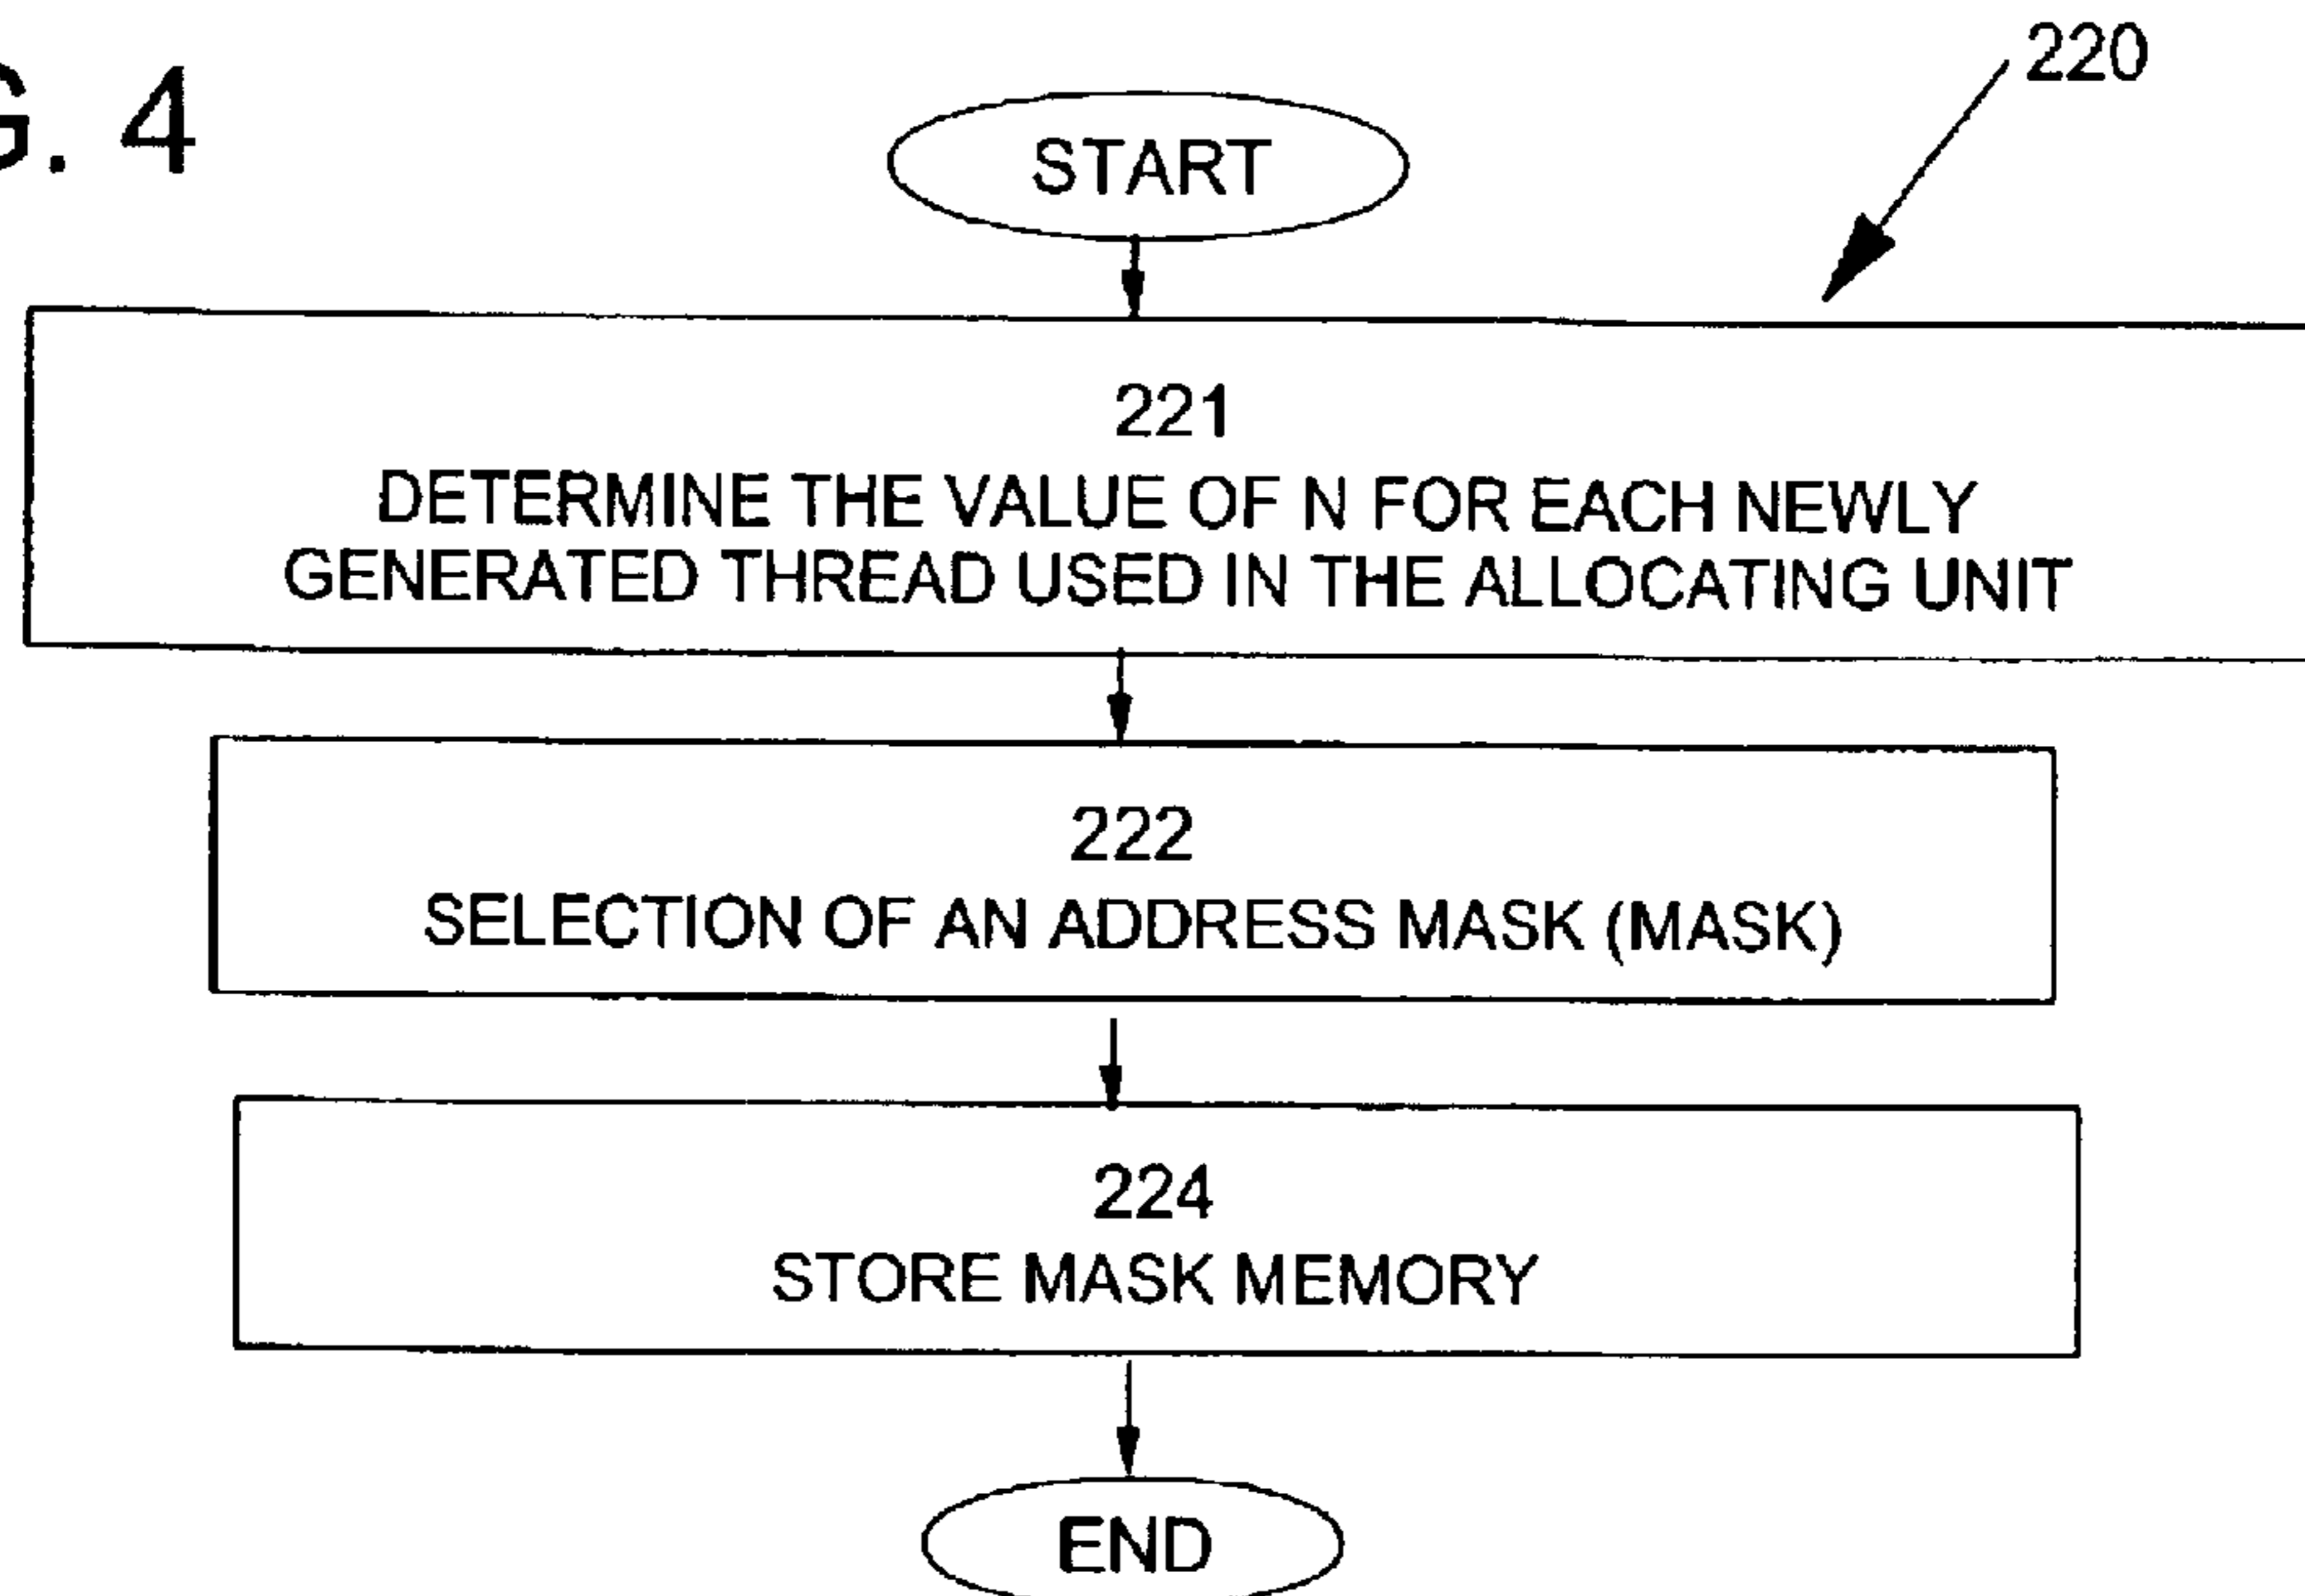 G. 4
220
START
221
DETERMINE THE VALUE OF N FOR EACH NEWLY
GENERATED THREAD USED IN THE ALLOCATING UNIT
222
SELECTION OF AN ADDRESS MASK (MASK)
224
STORE MASK MEMORY
END